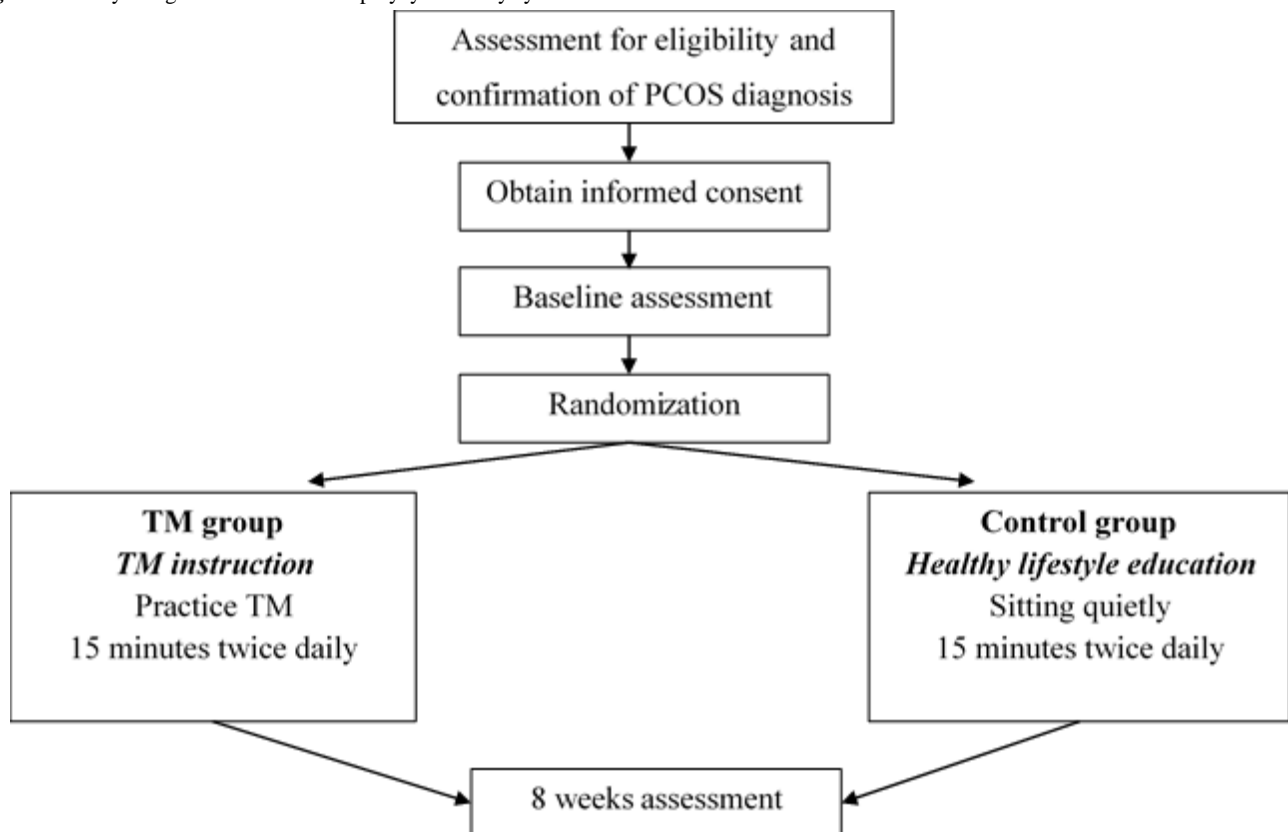 Assessment for eligibility and
confirmation of PCOS diagnosis
Obtain informed consent
Baseline assessment
Randomization
TM group
TM instruction
Practice TM
15 minutes twice daily
Control group
Healthy lifestyle education
Sitting quietly
15 minutes twice daily
8 weeks assessment